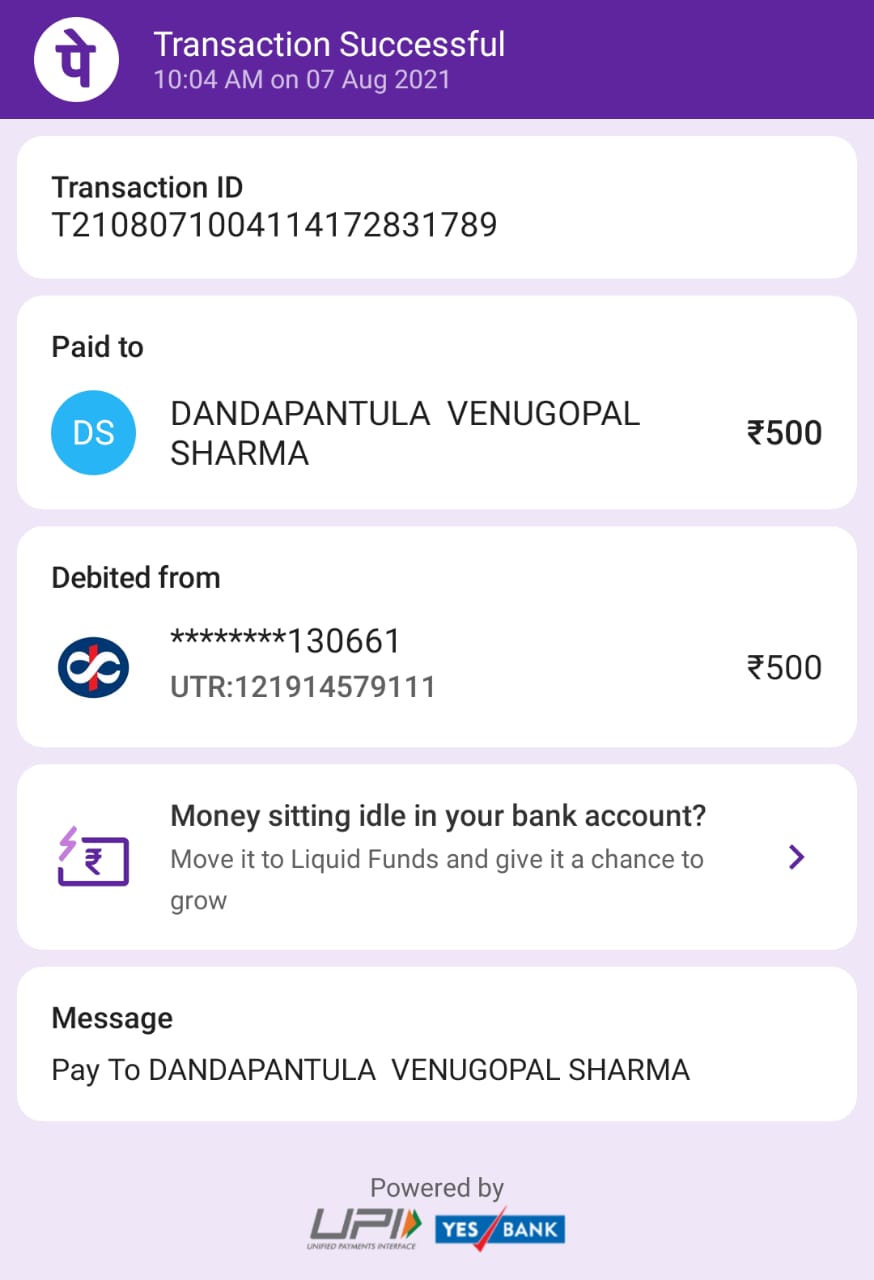 पे
Transaction Successful
10:04 AM on 07 Aug 2021
Transaction ID
T2108071004114172831789
Paid to
DS
DANDAPANTULA  VENUGOPAL
SHARMA
₹500
Debited from
********130661
UTR:121914579111
₹500
₹
Money sitting idle in your bank account?
Move it to Liquid Funds and give it a chance to
grow
Message
Pay To DANDAPANTULA  VENUGOPAL SHARMA
Powered by
UPI
UNIFIED PAYMENTS INTERFACE
YES BANK